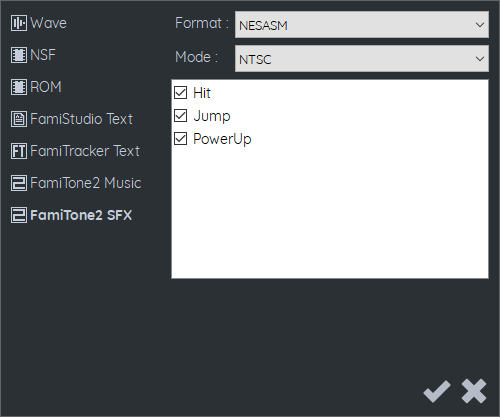 Wave
NSF
ROM
FamiStudio Text
FT FamiTracker Text
FamiTone2 Music
FamiTone2 SFX
Format : NESASM
Mode : NTSC
Hit
Jump
PowerUp